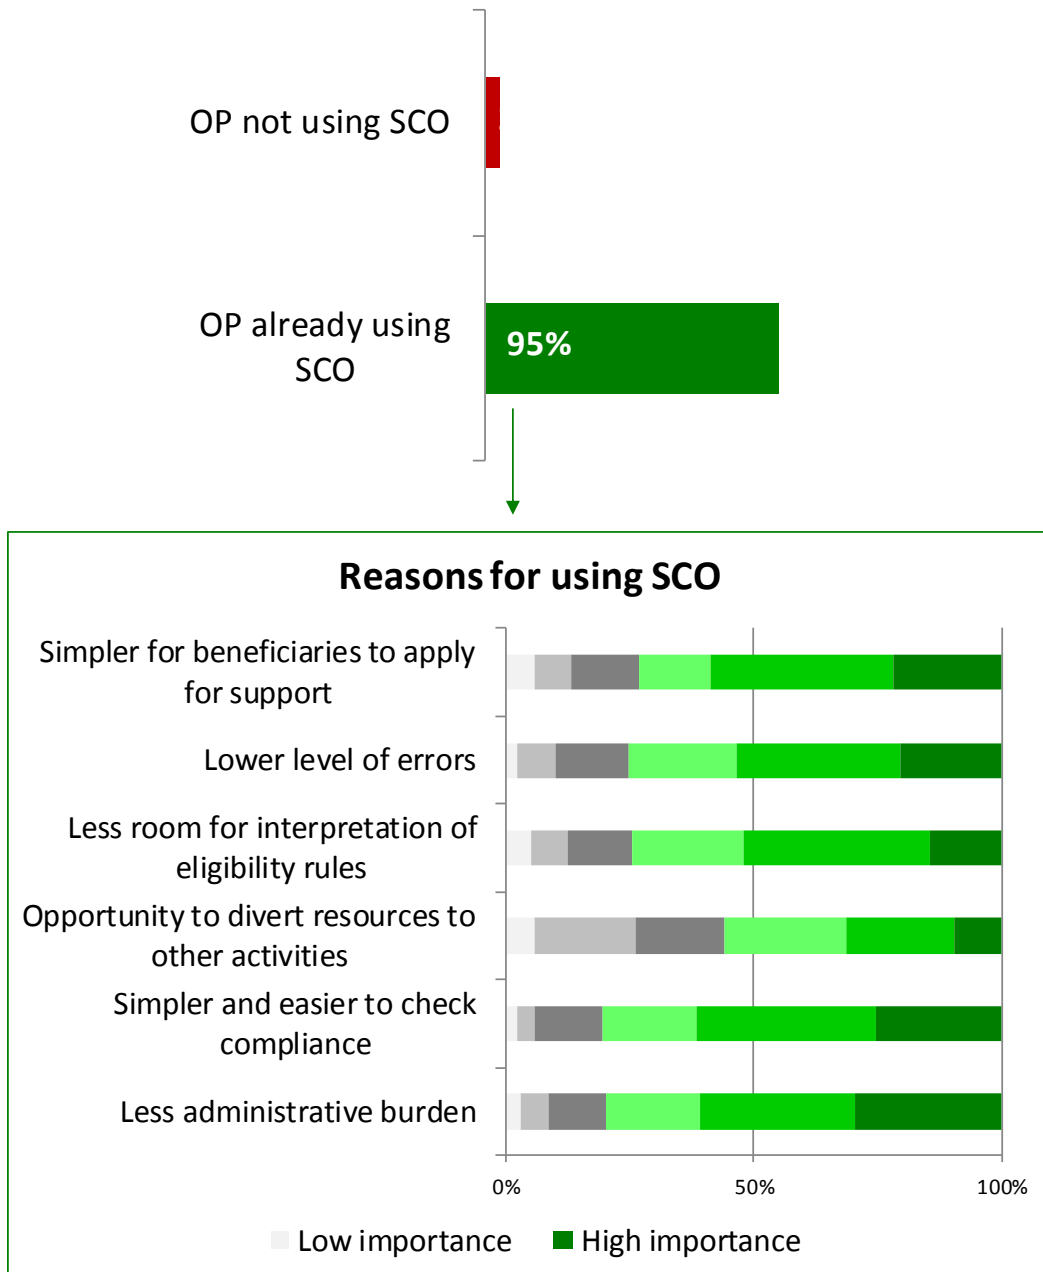 OP not using SCO
OP already using
SCO
95%
Reasons for using SCO
Simpler for beneficiaries to apply
for support
Lower level of errors
Less room for interpretation of
eligibility rules
Opportunity to divert resources to
other activities
Simpler and easier to check
compliance
Less administrative burden
0%
50%
100%
Low importance
High importance